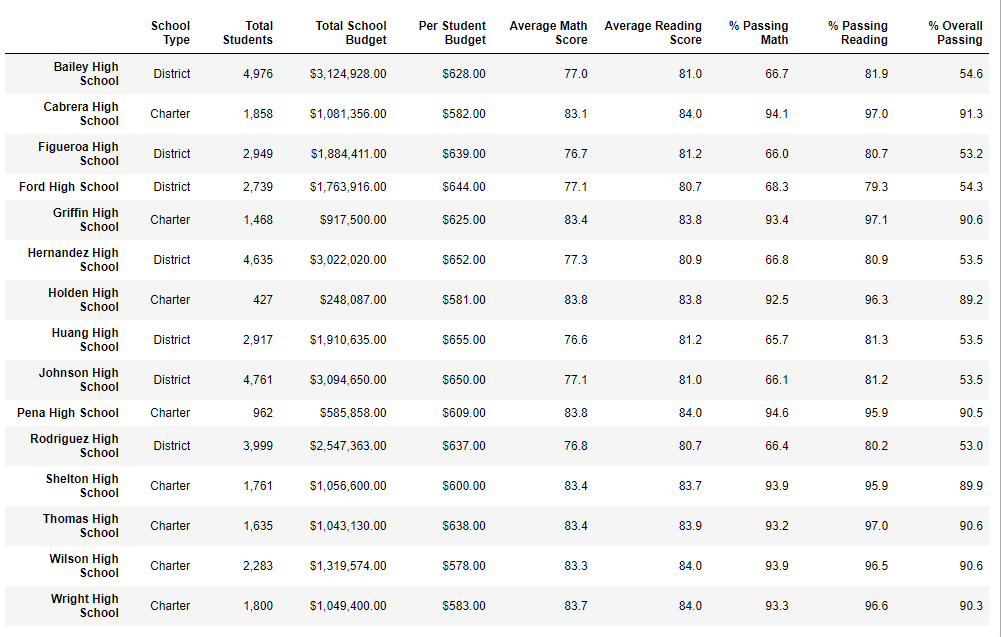 School Type Total Students Total School Budget Per Student Budget Average Math Score Average Reading Score % Passing Math % Passing Reading % Overall Passing
Bailey High School District 4,976 $3,124,928.00 $628.00 77.0 81.0 66.7 81.9 54.6
Cabrera High School Charter 1,858 $1,081,356.00 $582.00 83.1 84.0 94.1 97.0 91.3
Figueroa High School District 2,949 $1,884,411.00 $639.00 76.7 81.2 66.0 80.7 53.2
Ford High School District 2,739 $1,763,916.00 $644.00 77.1 80.7 68.3 79.3 54.3
Griffin High School Charter 1,468 $917,500.00 $625.00 83.4 83.8 93.4 97.1 90.6
Hernandez High School District 4,635 $3,022,020.00 $652.00 77.3 80.9 66.8 80.9 53.5
Holden High School Charter 427 $248,087.00 $581.00 83.8 83.8 92.5 96.3 89.2
Huang High School District 2,917 $1,910,635.00 $655.00 76.6 81.2 65.7 81.3 53.5
Johnson High School District 4,761 $3,094,650.00 $650.00 77.1 81.0 66.1 81.2 53.5
Pena High School Charter 962 $585,858.00 $609.00 83.8 84.0 94.6 95.9 90.5
Rodriguez High School District 3,999 $2,547,363.00 $637.00 76.8 80.7 66.4 80.2 53.0
Shelton High School Charter 1,761 $1,056,600.00 $600.00 83.4 83.7 93.9 95.9 89.9
Thomas High School Charter 1,635 $1,043,130.00 $638.00 83.4 83.9 93.2 97.0 90.6
Wilson High School Charter 2,283 $1,319,574.00 $578.00 83.3 84.0 93.9 96.5 90.6
Wright High School Charter 1,800 $1,049,400.00 $583.00 83.7 84.0 93.3 96.6 90.3